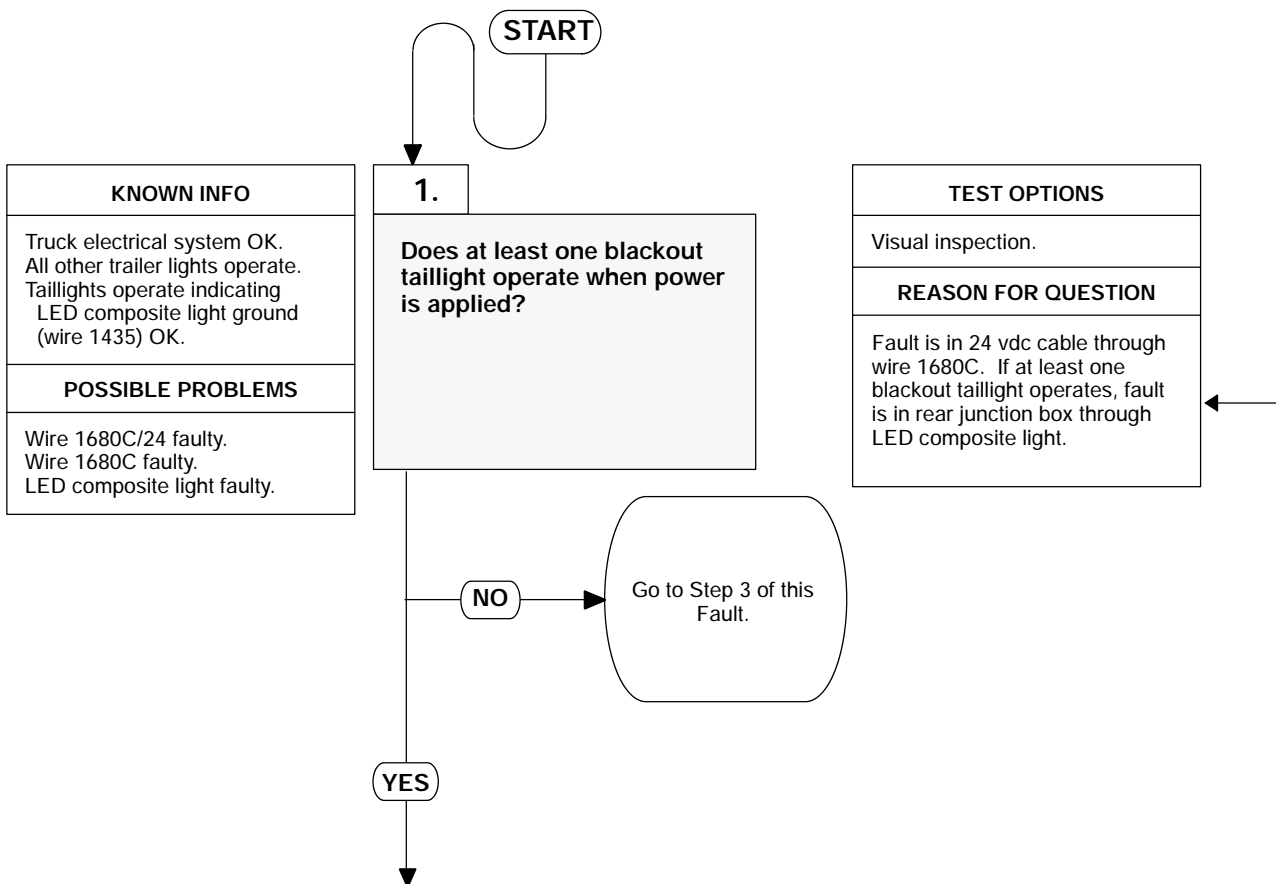 START
KNOWN INFO
Truck electrical system OK.
All other trailer lights operate.
Taillights operate indicating
LED composite light ground
(wire 1435) OK.
POSSIBLE PROBLEMS
Wire 1680C/24 faulty.
Wire 1680C faulty.
LED composite light faulty.
1.
Does at least one blackout
taillight operate when power
is applied?
TEST OPTIONS
Visual inspection.
REASON FOR QUESTION
Fault is in 24 vdc cable through
wire 1680C. If at least one
blackout taillight operates, fault
is in rear junction box through
LED composite light.
NO
Go to Step 3 of this
Fault.
YES